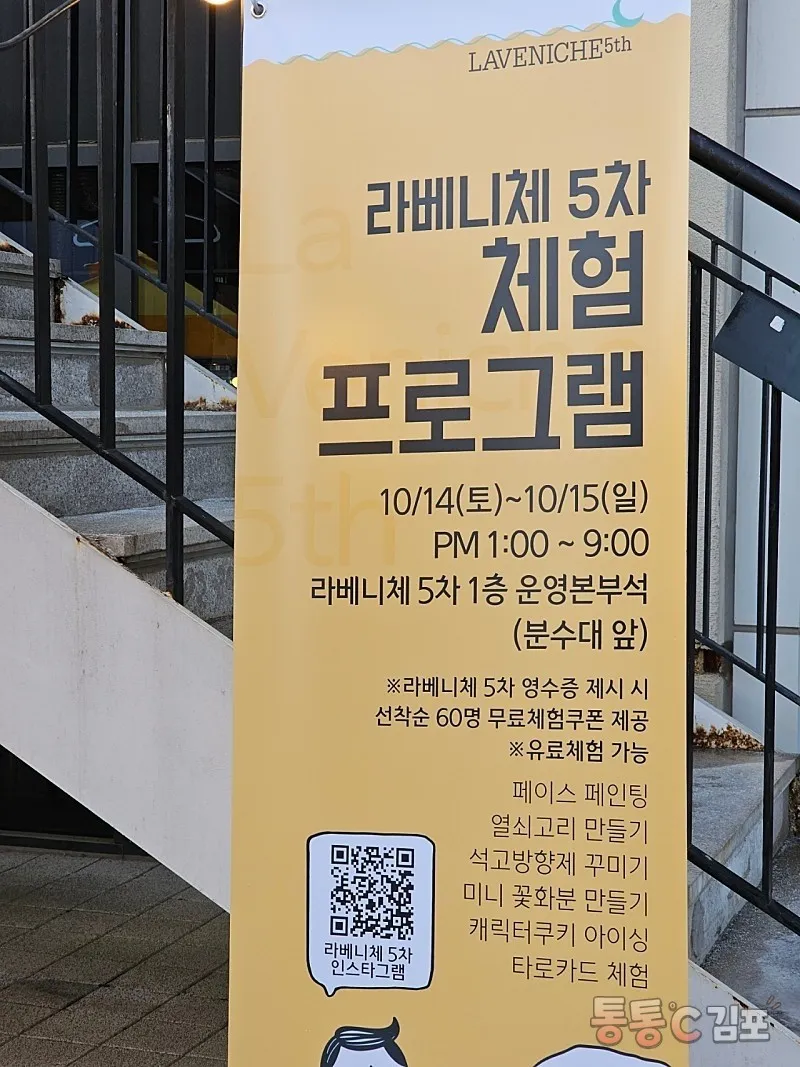 LAVENICHE5th
라베니체 5차
체험
프로그램
La
Veniche
5th
10/14(토)~10/15(일)
PM 1:00 ~ 9:00
라베니체 5차 1층 운영본부석
(분수대 앞)
※라베니체 5차 영수증 제시 시
선착순 60명 무료체험쿠폰 제공
※유료체험 가능
페이스 페인팅
열쇠고리 만들기
석고방향제 꾸미기
미니 꽃화분 만들기
캐릭터쿠키 아이싱
타로카드 체험
라베니체 5차
인스타그램
통통℃ 김포